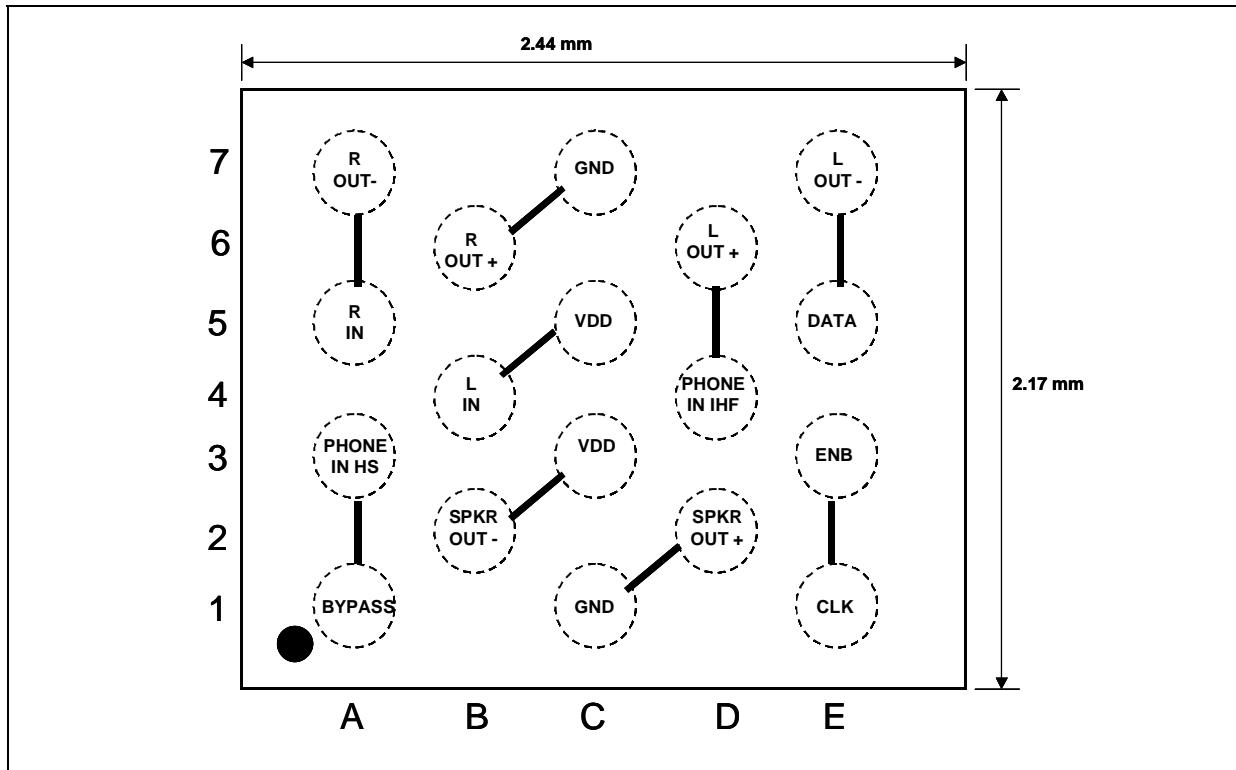 2.44 mm
7
R
OUT-
GND
L
OUT -
6
R
OUT +
L
OUT +
5
R
IN
VDD
DATA
4
L
IN
PHONE
IN IHF
2.17 mm
3
PHONE
IN HS
VDD
ENB
2
SPKR
OUT -
SPKR
OUT +
1
BYPASS
GND
CLK
A B C D E